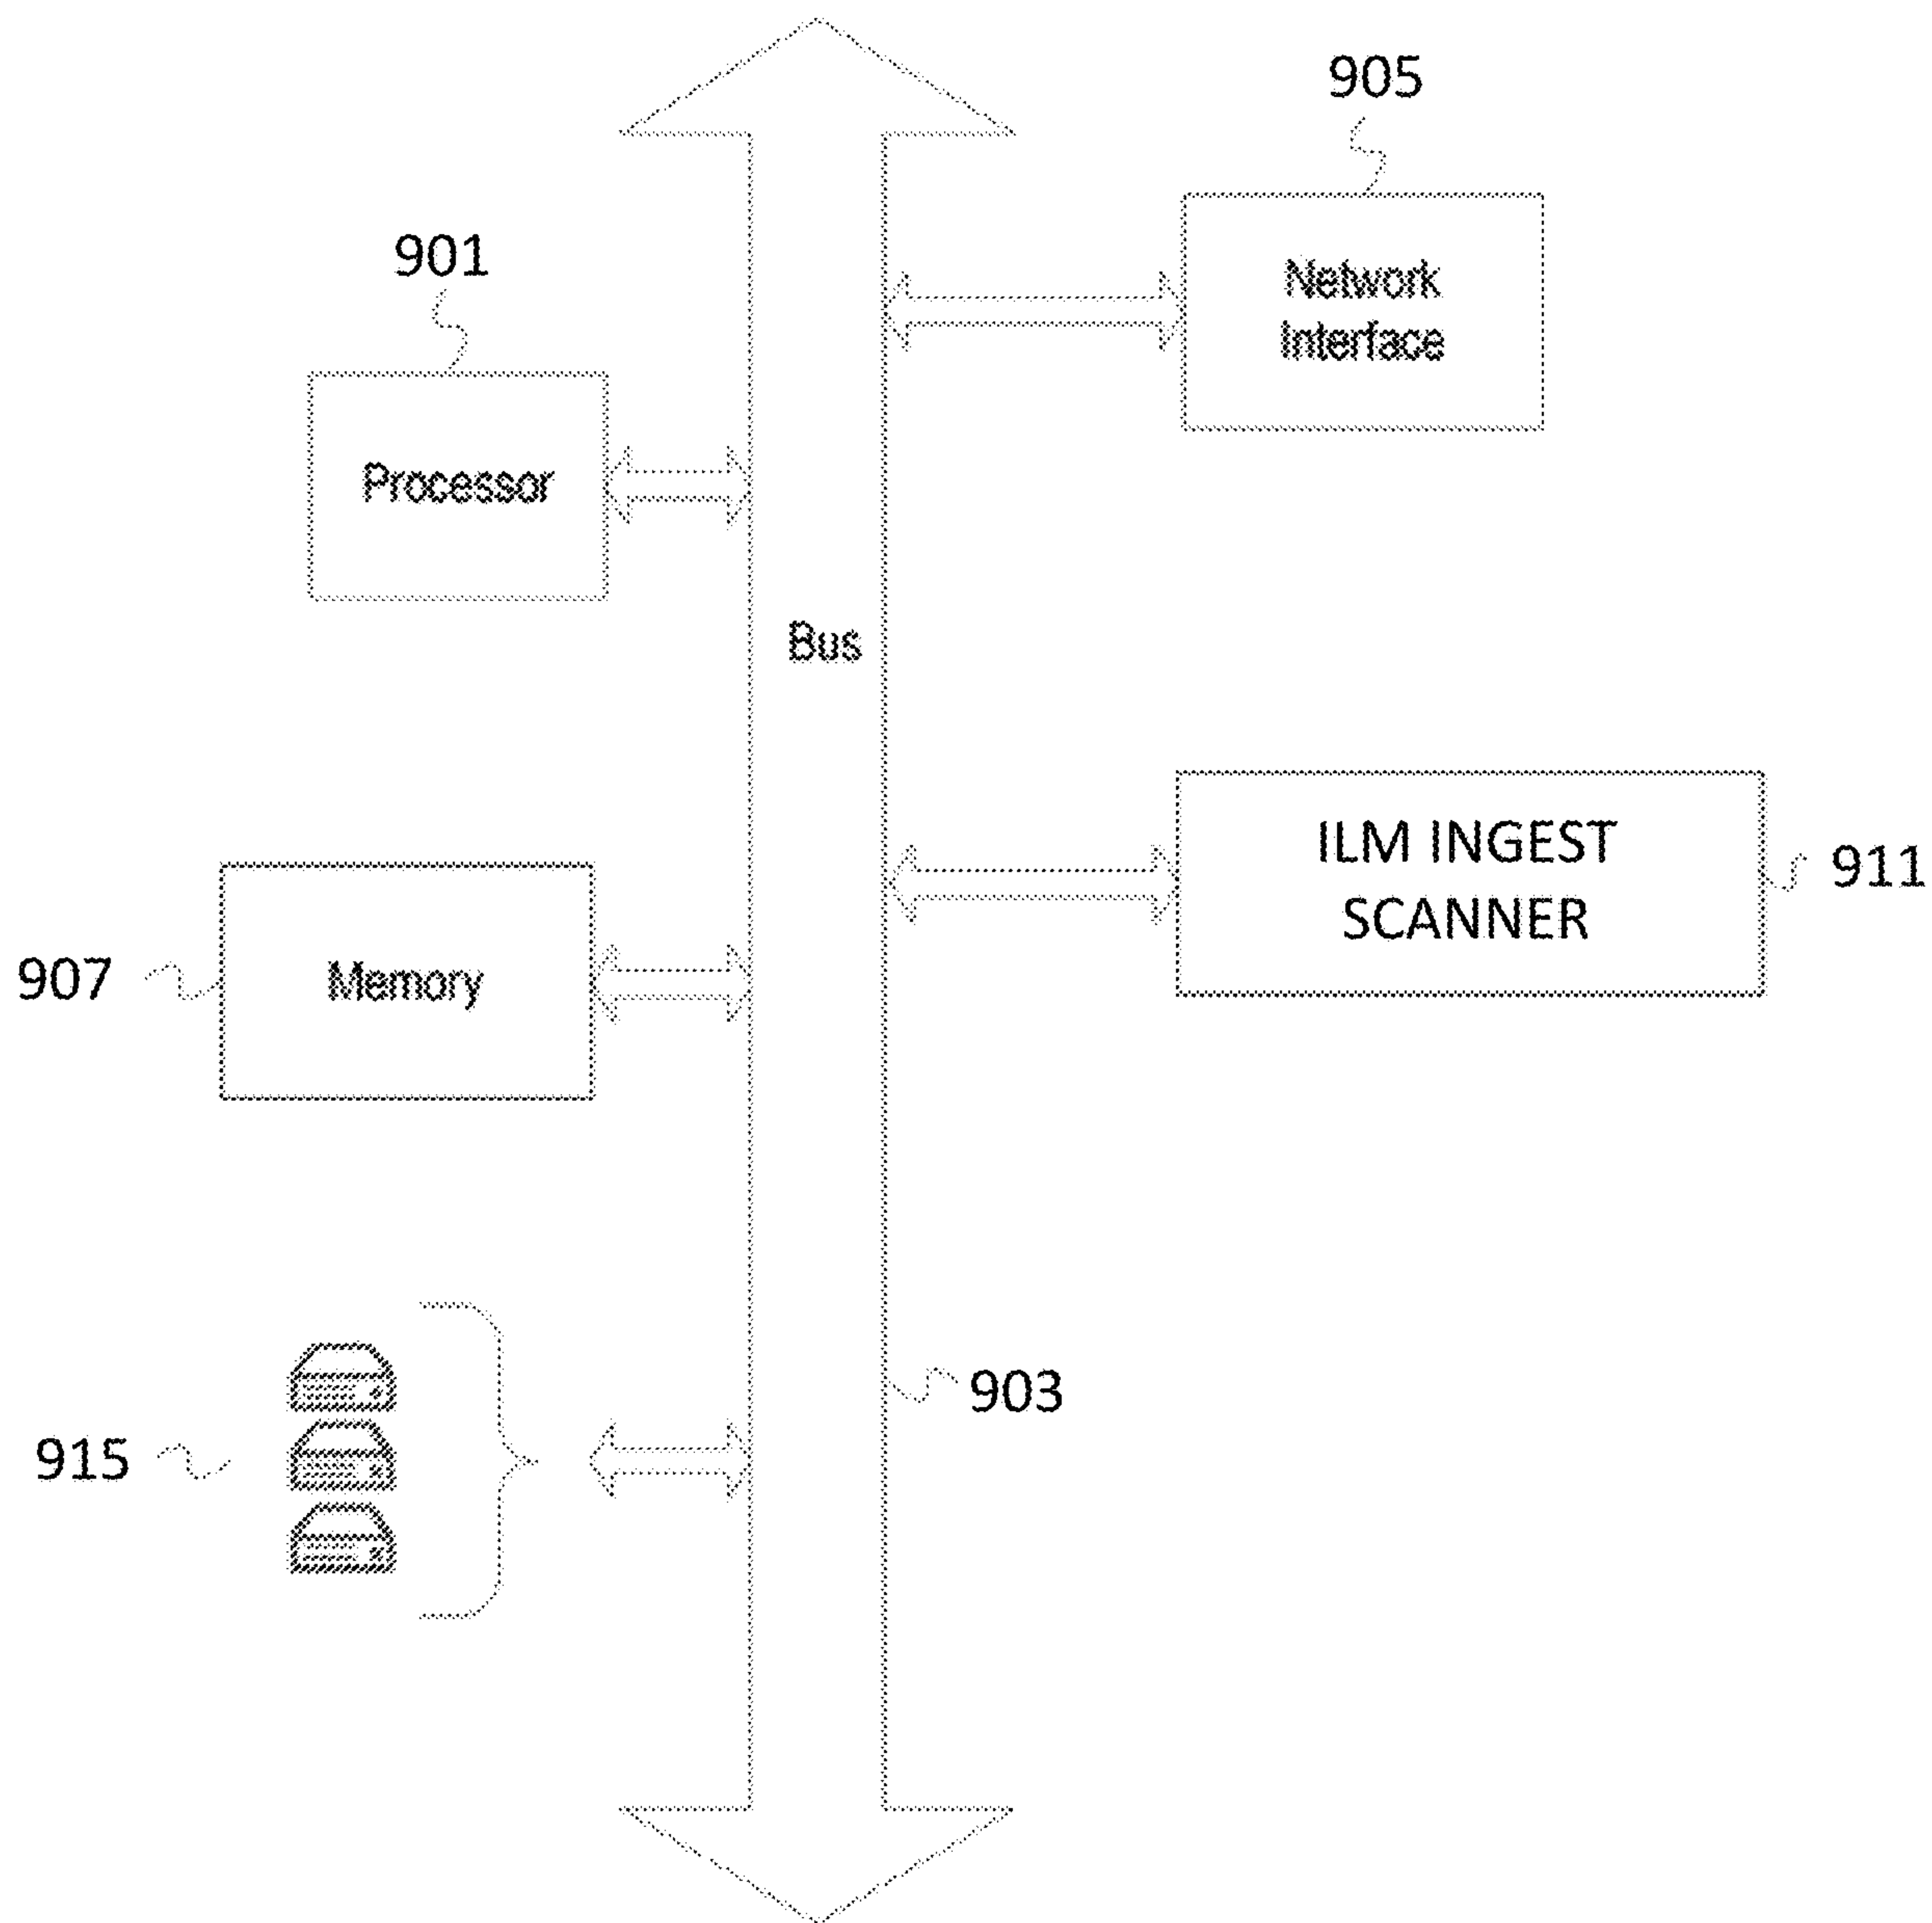 905
901
Network
Interface
Processor
Bus
ILM INGEST
SCANNER
911
907
Memory
903
915